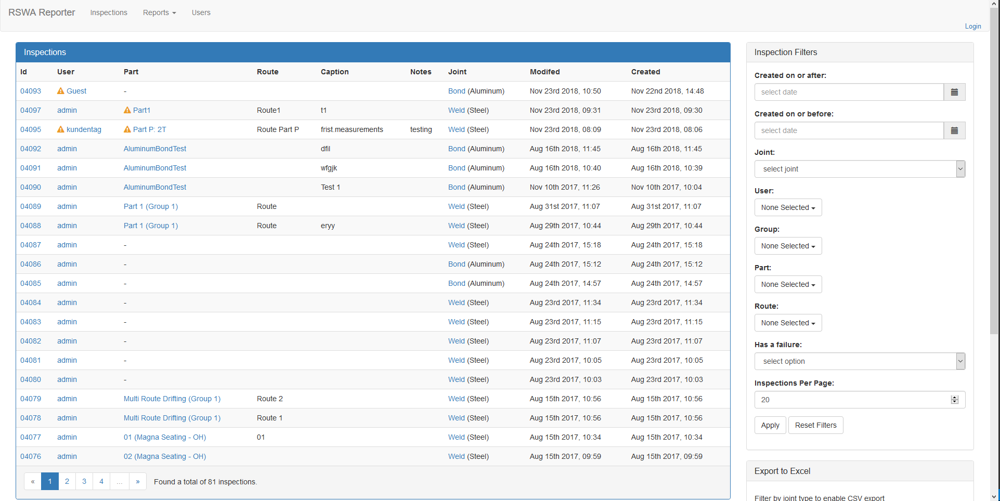 RSWA Reporter Inspections Reports Users
Login
Inspections
Id User Part Route Caption Notes Joint Modifed Created
04093 Guest - Bond (Aluminum) Nov 23rd 2018, 10:50 Nov 22nd 2018, 14:48
04097 admin Part1 Route1 t1 Weld (Steel) Nov 23rd 2018, 09:31 Nov 23rd 2018, 09:30
04095 kundentag Part P: 2T Route Part P frist.measurements testing Weld (Steel) Nov 23rd 2018, 08:09 Nov 23rd 2018, 08:06
04092 admin AluminumBondTest dfil Bond (Aluminum) Aug 16th 2018, 11:45 Aug 16th 2018, 11:45
04091 admin AluminumBondTest wfgjk Bond (Aluminum) Aug 16th 2018, 10:40 Aug 16th 2018, 10:39
04090 admin AluminumBondTest Test 1 Bond (Aluminum) Nov 10th 2017, 11:26 Nov 10th 2017, 10:04
04089 admin Part 1 (Group 1) Route Weld (Steel) Aug 31st 2017, 11:07 Aug 31st 2017, 11:07
04088 admin Part 1 (Group 1) Route eryy Weld (Steel) Aug 29th 2017, 10:44 Aug 29th 2017, 10:44
04087 admin - Weld (Steel) Aug 24th 2017, 15:18 Aug 24th 2017, 15:18
04086 admin - Bond (Aluminum) Aug 24th 2017, 15:12 Aug 24th 2017, 15:12
04085 admin - Bond (Aluminum) Aug 24th 2017, 14:57 Aug 24th 2017, 14:57
04084 admin - Weld (Steel) Aug 23rd 2017, 11:34 Aug 23rd 2017, 11:34
04083 admin - Weld (Steel) Aug 23rd 2017, 11:15 Aug 23rd 2017, 11:15
04082 admin - Weld (Steel) Aug 23rd 2017, 11:07 Aug 23rd 2017, 11:07
04081 admin - Weld (Steel) Aug 23rd 2017, 10:05 Aug 23rd 2017, 10:05
04080 admin - Weld (Steel) Aug 23rd 2017, 10:03 Aug 23rd 2017, 10:03
04079 admin Multi Route Drifting (Group 1) Route 2 Weld (Steel) Aug 15th 2017, 10:56 Aug 15th 2017, 10:56
04078 admin Multi Route Drifting (Group 1) Route 1 Weld (Steel) Aug 15th 2017, 10:56 Aug 15th 2017, 10:56
04077 admin 01 (Magna Seating - OH) 01 Weld (Steel) Aug 15th 2017, 10:34 Aug 15th 2017, 10:34
04076 admin 02 (Magna Seating - OH) Weld (Steel) Aug 15th 2017, 09:59 Aug 15th 2017, 09:59
« 1 2 3 4 ... » Found a total of 81 inspections.
Inspection Filters
Created on or after:
select date
Created on or before:
select date
Joint:
select joint
User:
None Selected
Group:
None Selected
Part:
None Selected
Route:
None Selected
Has a failure:
select option
Inspections Per Page:
20
Apply Reset Filters
Export to Excel
Filter by joint type to enable CSV export